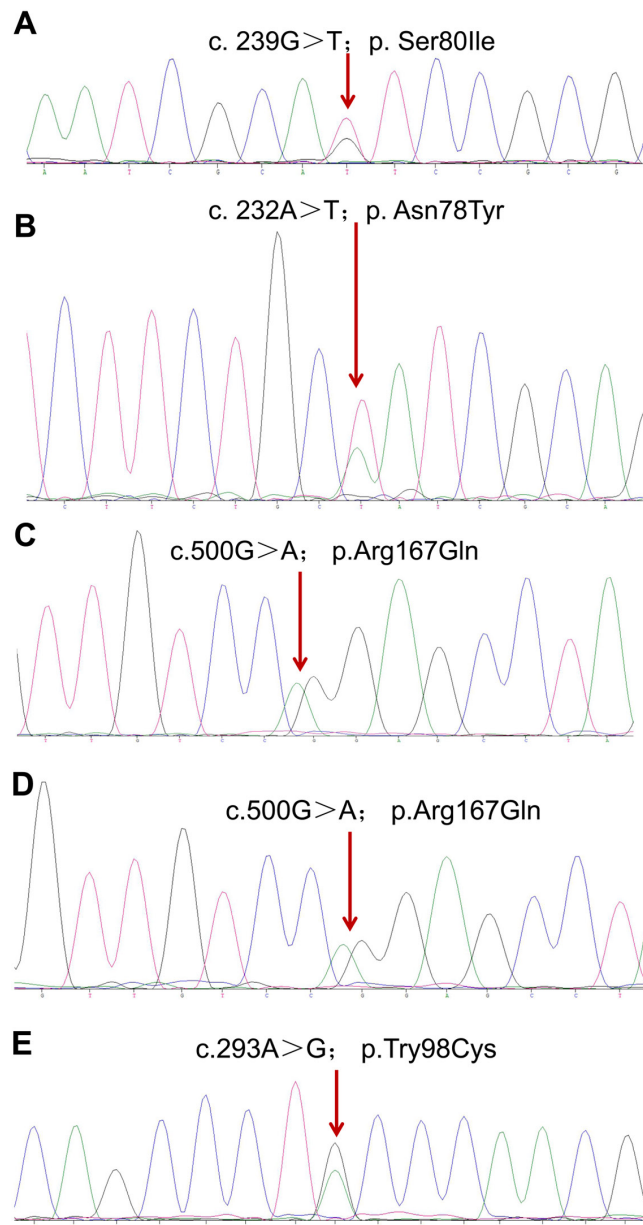 A
c. 239G>T; p. Ser80Ile
A A T C G C A T T C C G C G
B
c. 232A>T; p. Asn78Tyr
C T T C T G C T A T C G C A
C
c.500G>A; p.Arg167Gln
T T G T C C G G A G C C T A
D
c.500G>A; p.Arg167Gln
G T T G T C C G G A G C C T
E
c.293A>G; p.Try98Cys